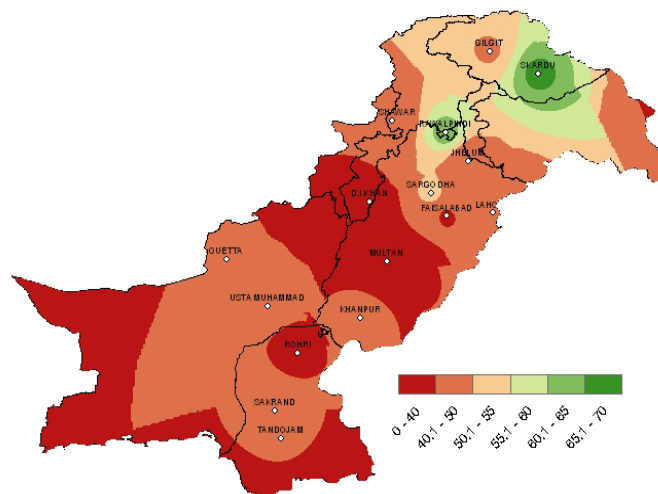 GILGIT
SKARDU
SHAWAR
RAWALPINDI
JHELUM
SARGODHA
D.I.KHAN
FAISALABAD
LAHO
MULTAN
QUETTA
USTA MUHAMMAD
KHANPUR
ROHRI
SAKRAND
TANDOJAM
0 - 40
40.1 - 50
50.1 - 55
55.1 - 60
60.1 - 65
65.1 - 70